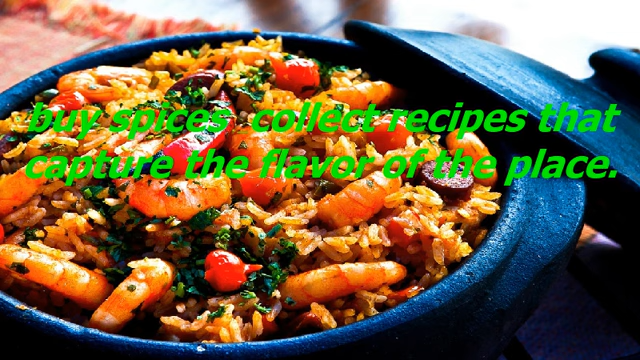 buy spices, collect recipes that
capture the flavor of the place.